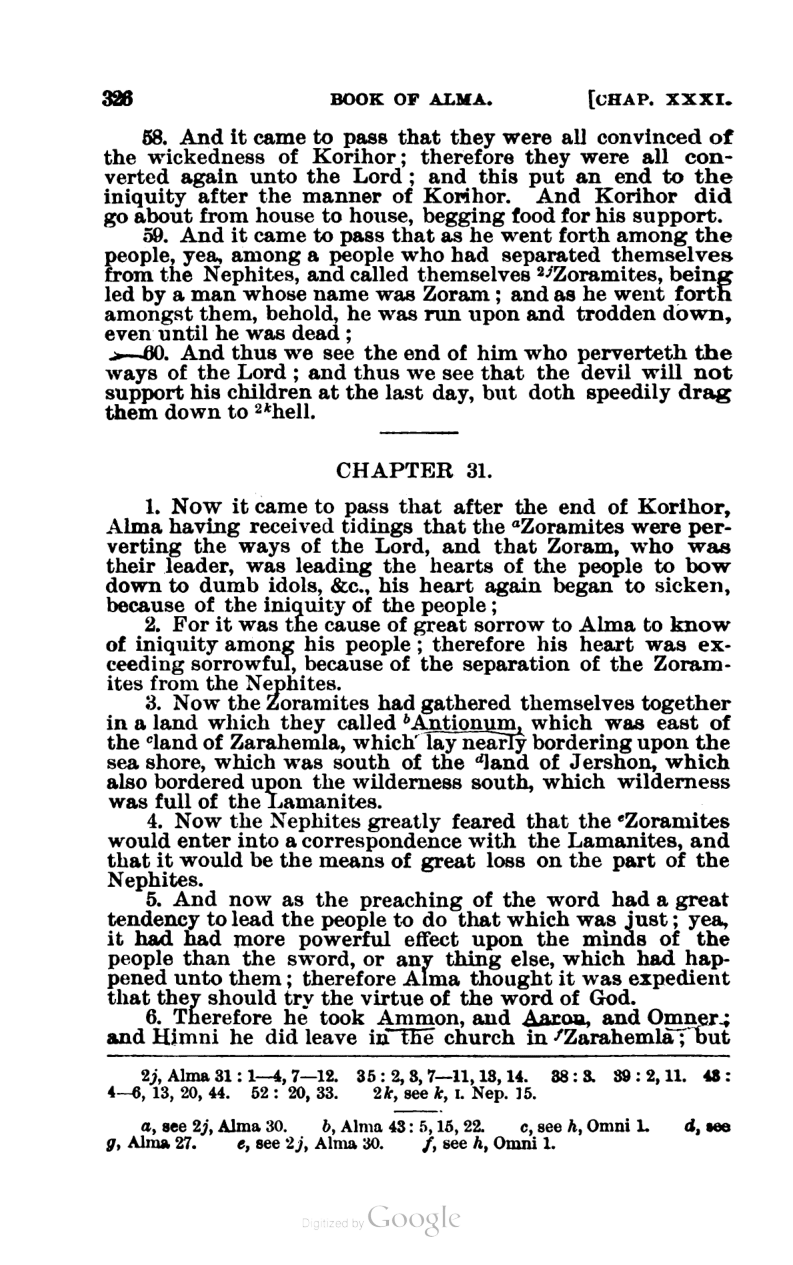 326 BOOK OF ALMA. [CHAP. XXXI.
58. And it came to pass that they were all convinced of
the wickedness of Korihor; therefore they were all con-
verted again unto the Lord; and this put an end to the
iniquity after the manner of Korihor. And Korihor did
go about from house to house, begging food for his support.
59. And it came to pass that as he went forth among the
people, yea, among a people who had separated themselves
from the Nephites, and called themselves 2jZoramites, being
led by a man whose name was Zoram; and as he went forth
amongst them, behold, he was run upon and trodden down,
even until he was dead;
60. And thus we see the end of him who perverteth the
ways of the Lord; and thus we see that the devil will not
support his children at the last day, but doth speedily drag
them down to 2khell.
CHAPTER 31.
1. Now it came to pass that after the end of Korihor,
Alma having received tidings that the aZoramites were per-
verting the ways of the Lord, and that Zoram, who was
their leader, was leading the hearts of the people to bow
down to dumb idols, &c., his heart again began to sicken,
because of the iniquity of the people;
2. For it was the cause of great sorrow to Alma to know
of iniquity among his people; therefore his heart was ex-
ceeding sorrowful, because of the separation of the Zoram-
ites from the Nephites.
3. Now the Zoramites had gathered themselves together
in a land which they called bAntionum, which was east of
the cland of Zarahemla, which lay nearly bordering upon the
sea shore, which was south of the dland of Jershon, which
also bordered upon the wilderness south, which wilderness
was full of the Lamanites.
4. Now the Nephites greatly feared that the eZoramites
would enter into a correspondence with the Lamanites, and
that it would be the means of great loss on the part of the
Nephites.
5. And now as the preaching of the word had a great
tendency to lead the people to do that which was just; yea,
it had had more powerful effect upon the minds of the
people than the sword, or any thing else, which had hap-
pened unto them; therefore Alma thought it was expedient
that they should try the virtue of the word of God.
6. Therefore he took Ammon, and Aaron, and Omner;
and Himni he did leave in the church in fZarahemla; but
2j, Alma 31 : 1—4, 7—12. 35 : 2, 3, 7—11, 13, 14. 38 : 3. 39 : 2, 11. 43 :
4—6, 13, 20, 44. 52 : 20, 33. 2k, see k, I. Nep. 15.
a, see 2j, Alma 30. b, Alma 43 : 5, 15, 22. c, see h, Omni 1. d, see
g, Alma 27. e, see 2j, Alma 30. f, see h, Omni 1.
Digitized by Google